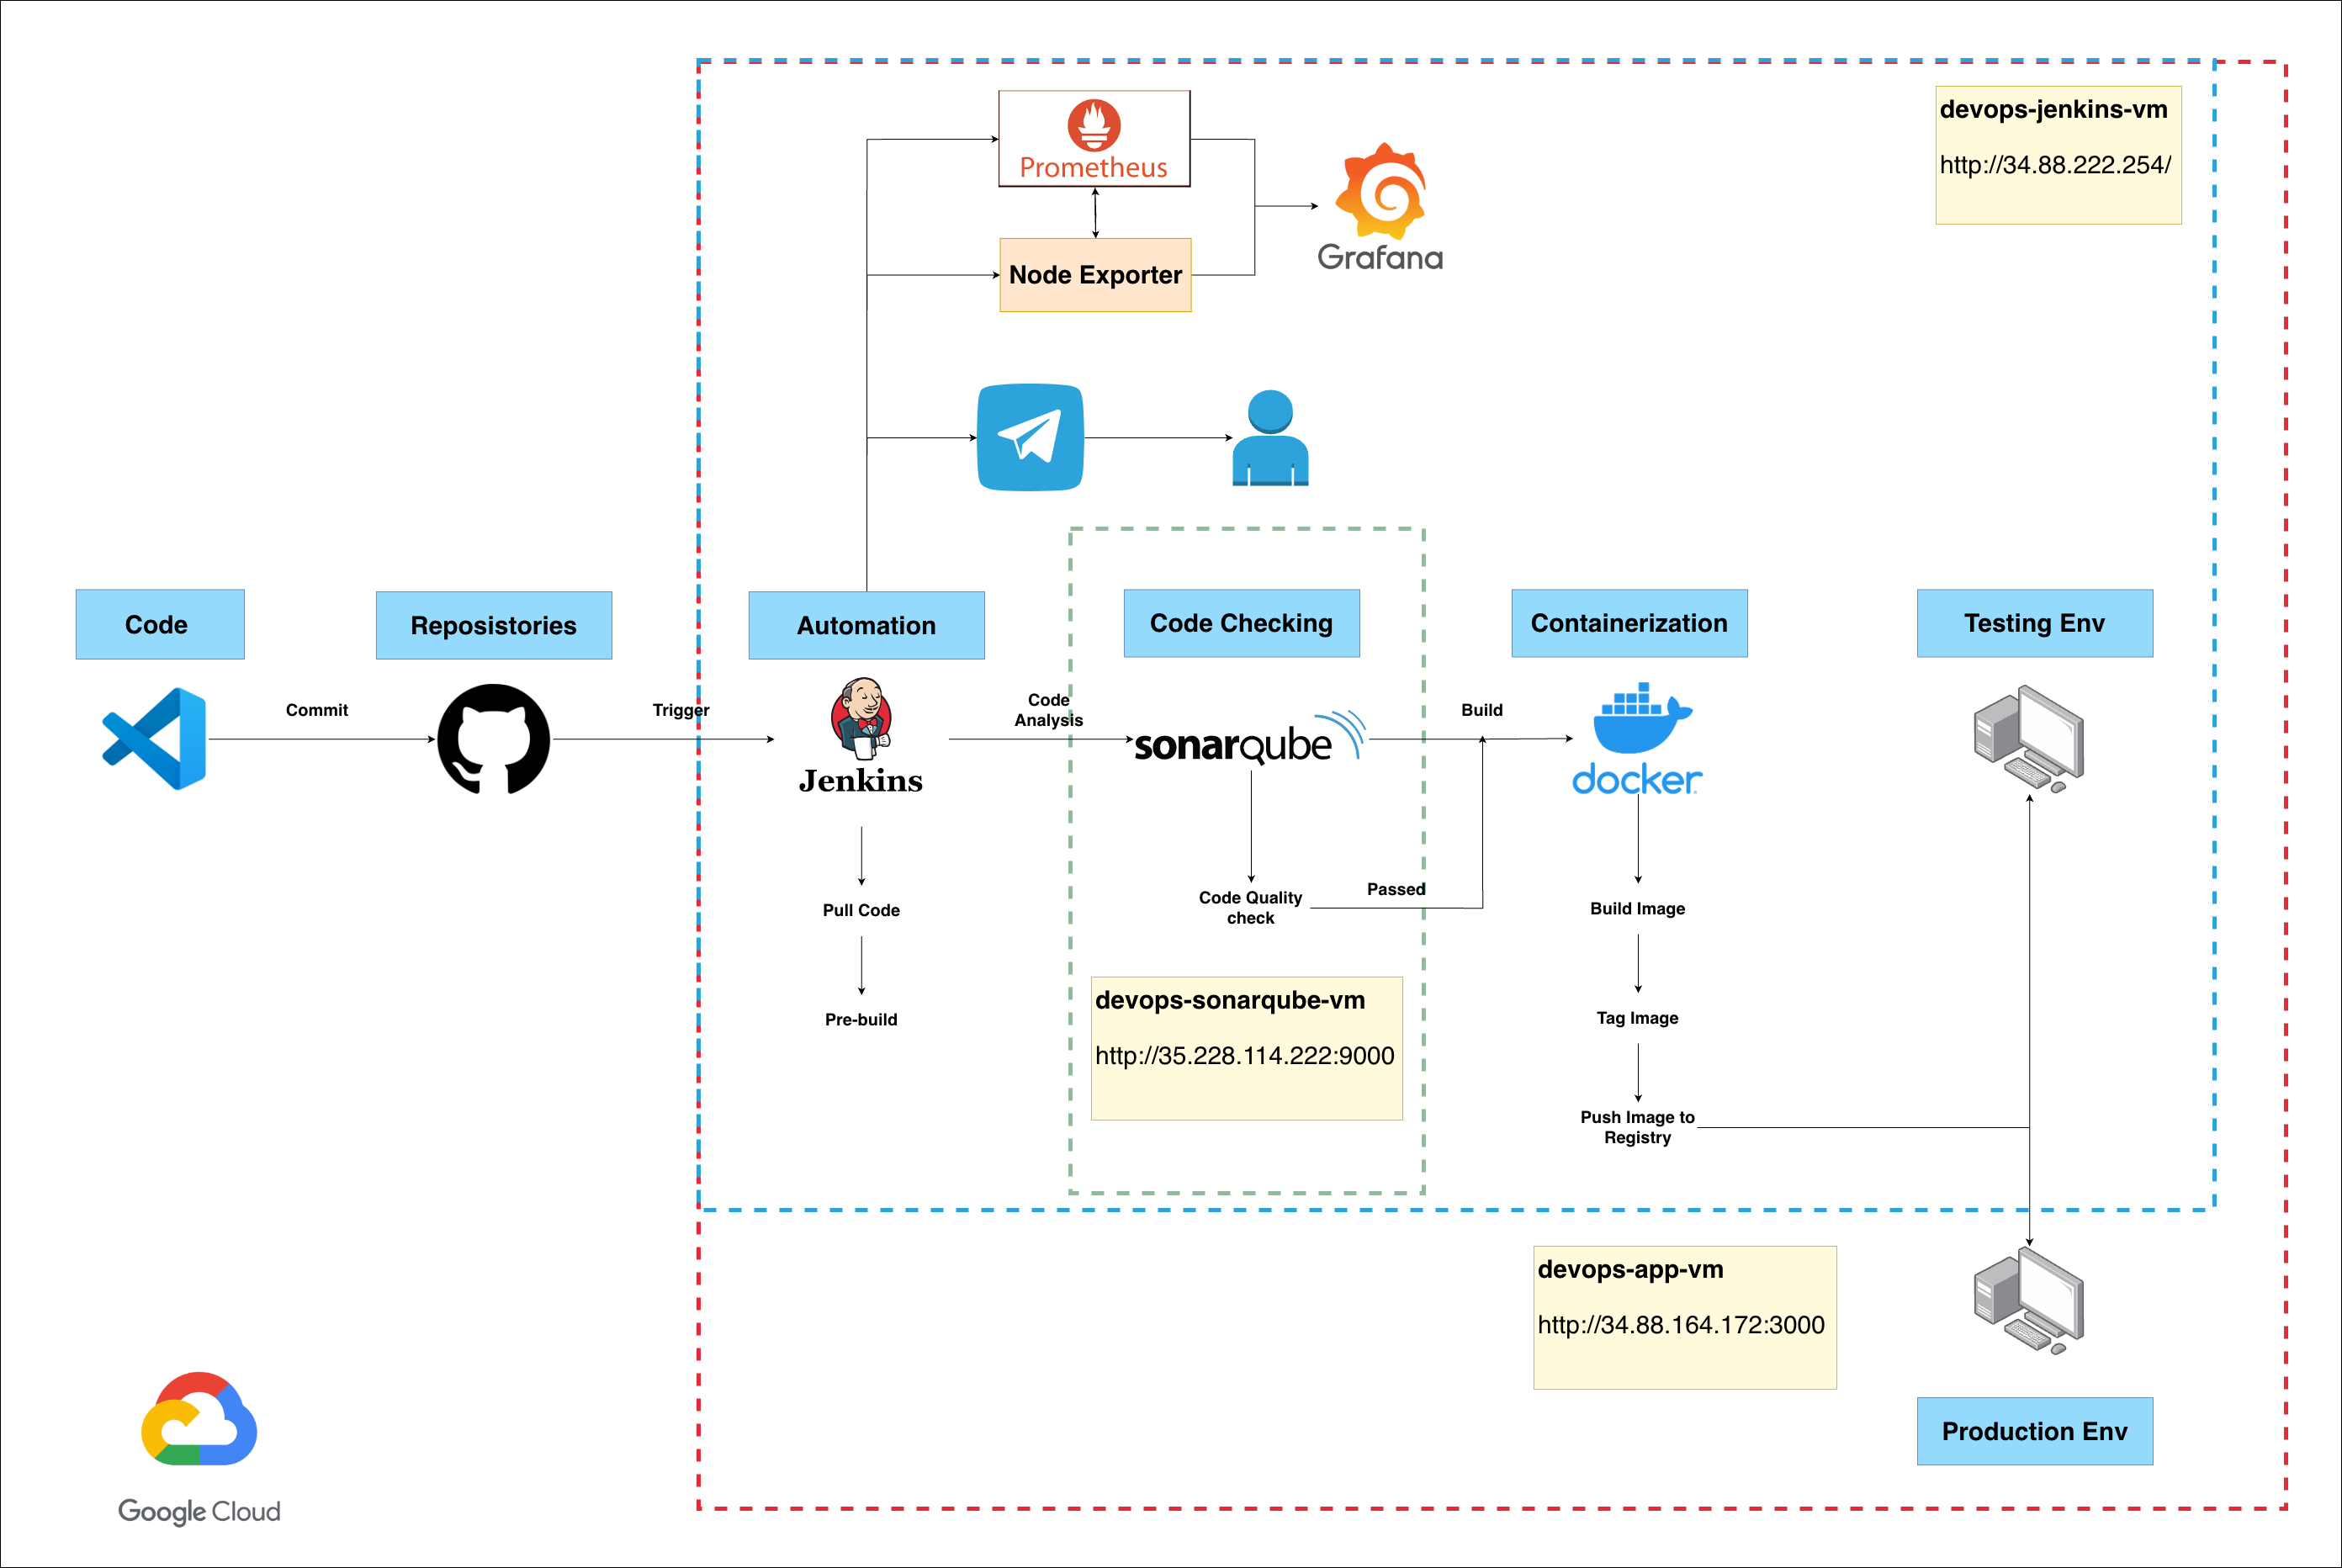 devops-jenkins-vm
http://34.88.222.254/
Prometheus
Node Exporter
Grafana
Code
Reposistories
Automation
Code Checking
Containerization
Testing Env
Commit
Trigger
Code
Analysis
Build
Jenkins
sonarqube
docker
Pull Code
Pre-build
Code Quality
check
Passed
Build Image
Tag Image
Push Image to
Registry
devops-sonarqube-vm
http://35.228.114.222:9000
devops-app-vm
http://34.88.164.172:3000
Production Env
Google Cloud